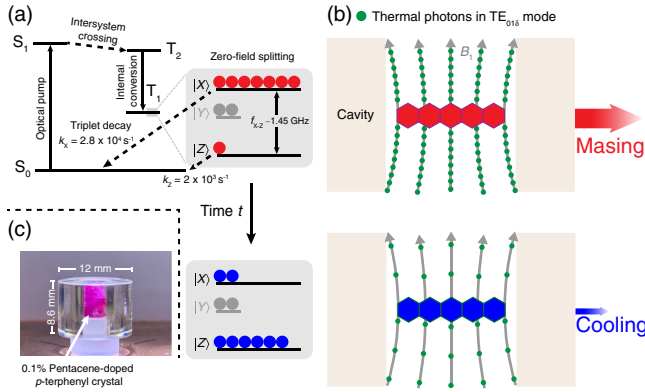 (a)
S1
Intersystem
crossing
T2
Optical pump
Internal
conversion
T1
Triplet decay
kX = 2.8 x 10⁴ s⁻¹
S0
kZ = 2 x 10³ s⁻¹
Zero-field splitting
|X⟩
|Y⟩
|Z⟩
fX-Z ~1.45 GHz
Time t
|X⟩
|Y⟩
|Z⟩
(b)
Thermal photons in TE01δ mode
B1
Cavity
Masing
Cooling
(c)
12 mm
8.6 mm
0.1% Pentacene-doped
p-terphenyl crystal